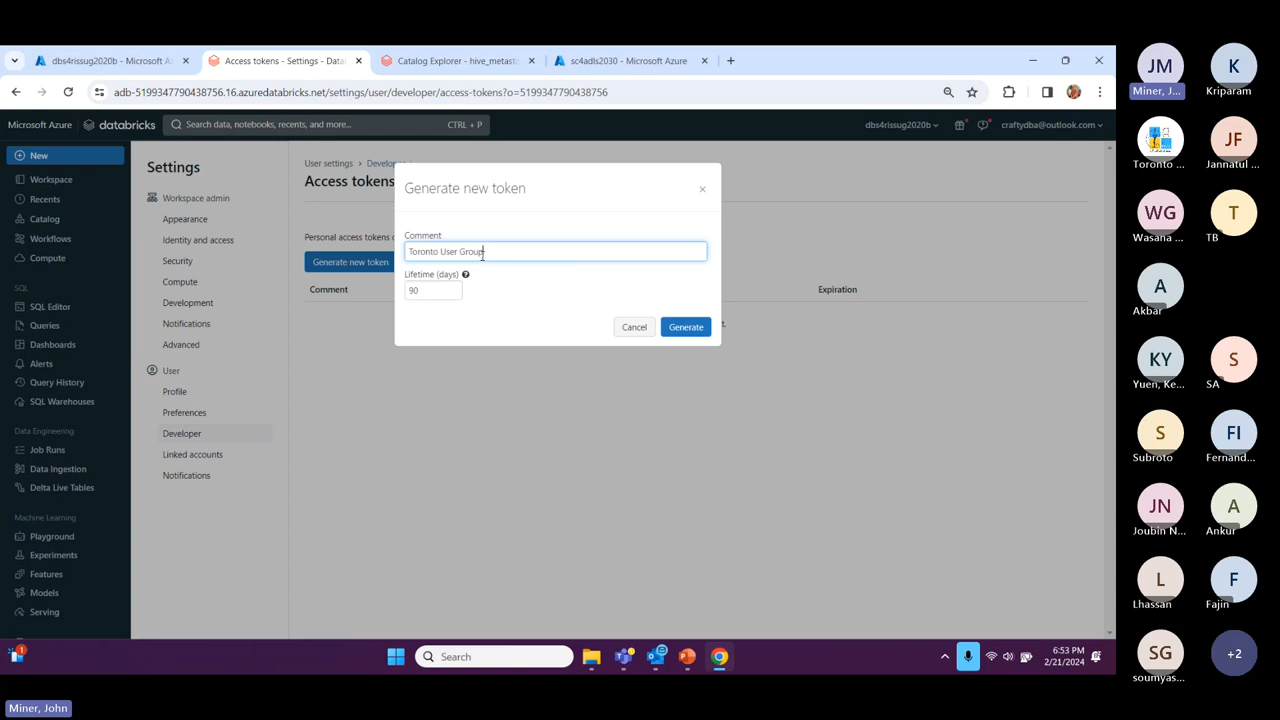 dbs4rissug2020b - Microsoft A
Access tokens - Settings - Data
Catalog Explorer - hive_metast
sc4adls2030 - Microsoft Azure
adb-5199347790438756.16.azuredatabricks.net/settings/user/developer/access-tokens?o=5199347790438756
Microsoft Azure
databricks
Search data, notebooks, recents, and more...
CTRL + P
dbs4rissug2020b
craftydba@outlook.com
New
Workspace
Recents
Catalog
Workflows
Compute
SQL
SQL Editor
Queries
Dashboards
Alerts
Query History
SQL Warehouses
Data Engineering
Job Runs
Data Ingestion
Delta Live Tables
Machine Learning
Playground
Experiments
Features
Models
Serving
Settings
Workspace admin
Appearance
Identity and access
Security
Compute
Development
Notifications
Advanced
User
Profile
Preferences
Developer
Linked accounts
Notifications
User settings
Access tokens
Personal access tokens
Generate new token
Comment
Expiration
Generate new token
Comment
Toronto User Group
Lifetime (days)
90
Cancel
Generate
1
Search
6:53 PM
2/21/2024
JM
Miner, J...
K
Kriparam
Toronto ...
JF
Jannatul ...
WG
Wasana ...
T
TB
A
Akbar
KY
Yuen, Ke...
S
SA
S
Subroto
FI
Fernand...
JN
Joubin N...
A
Ankur
L
Lhassan
F
Fajin
SG
soumyas...
+2
Miner, John